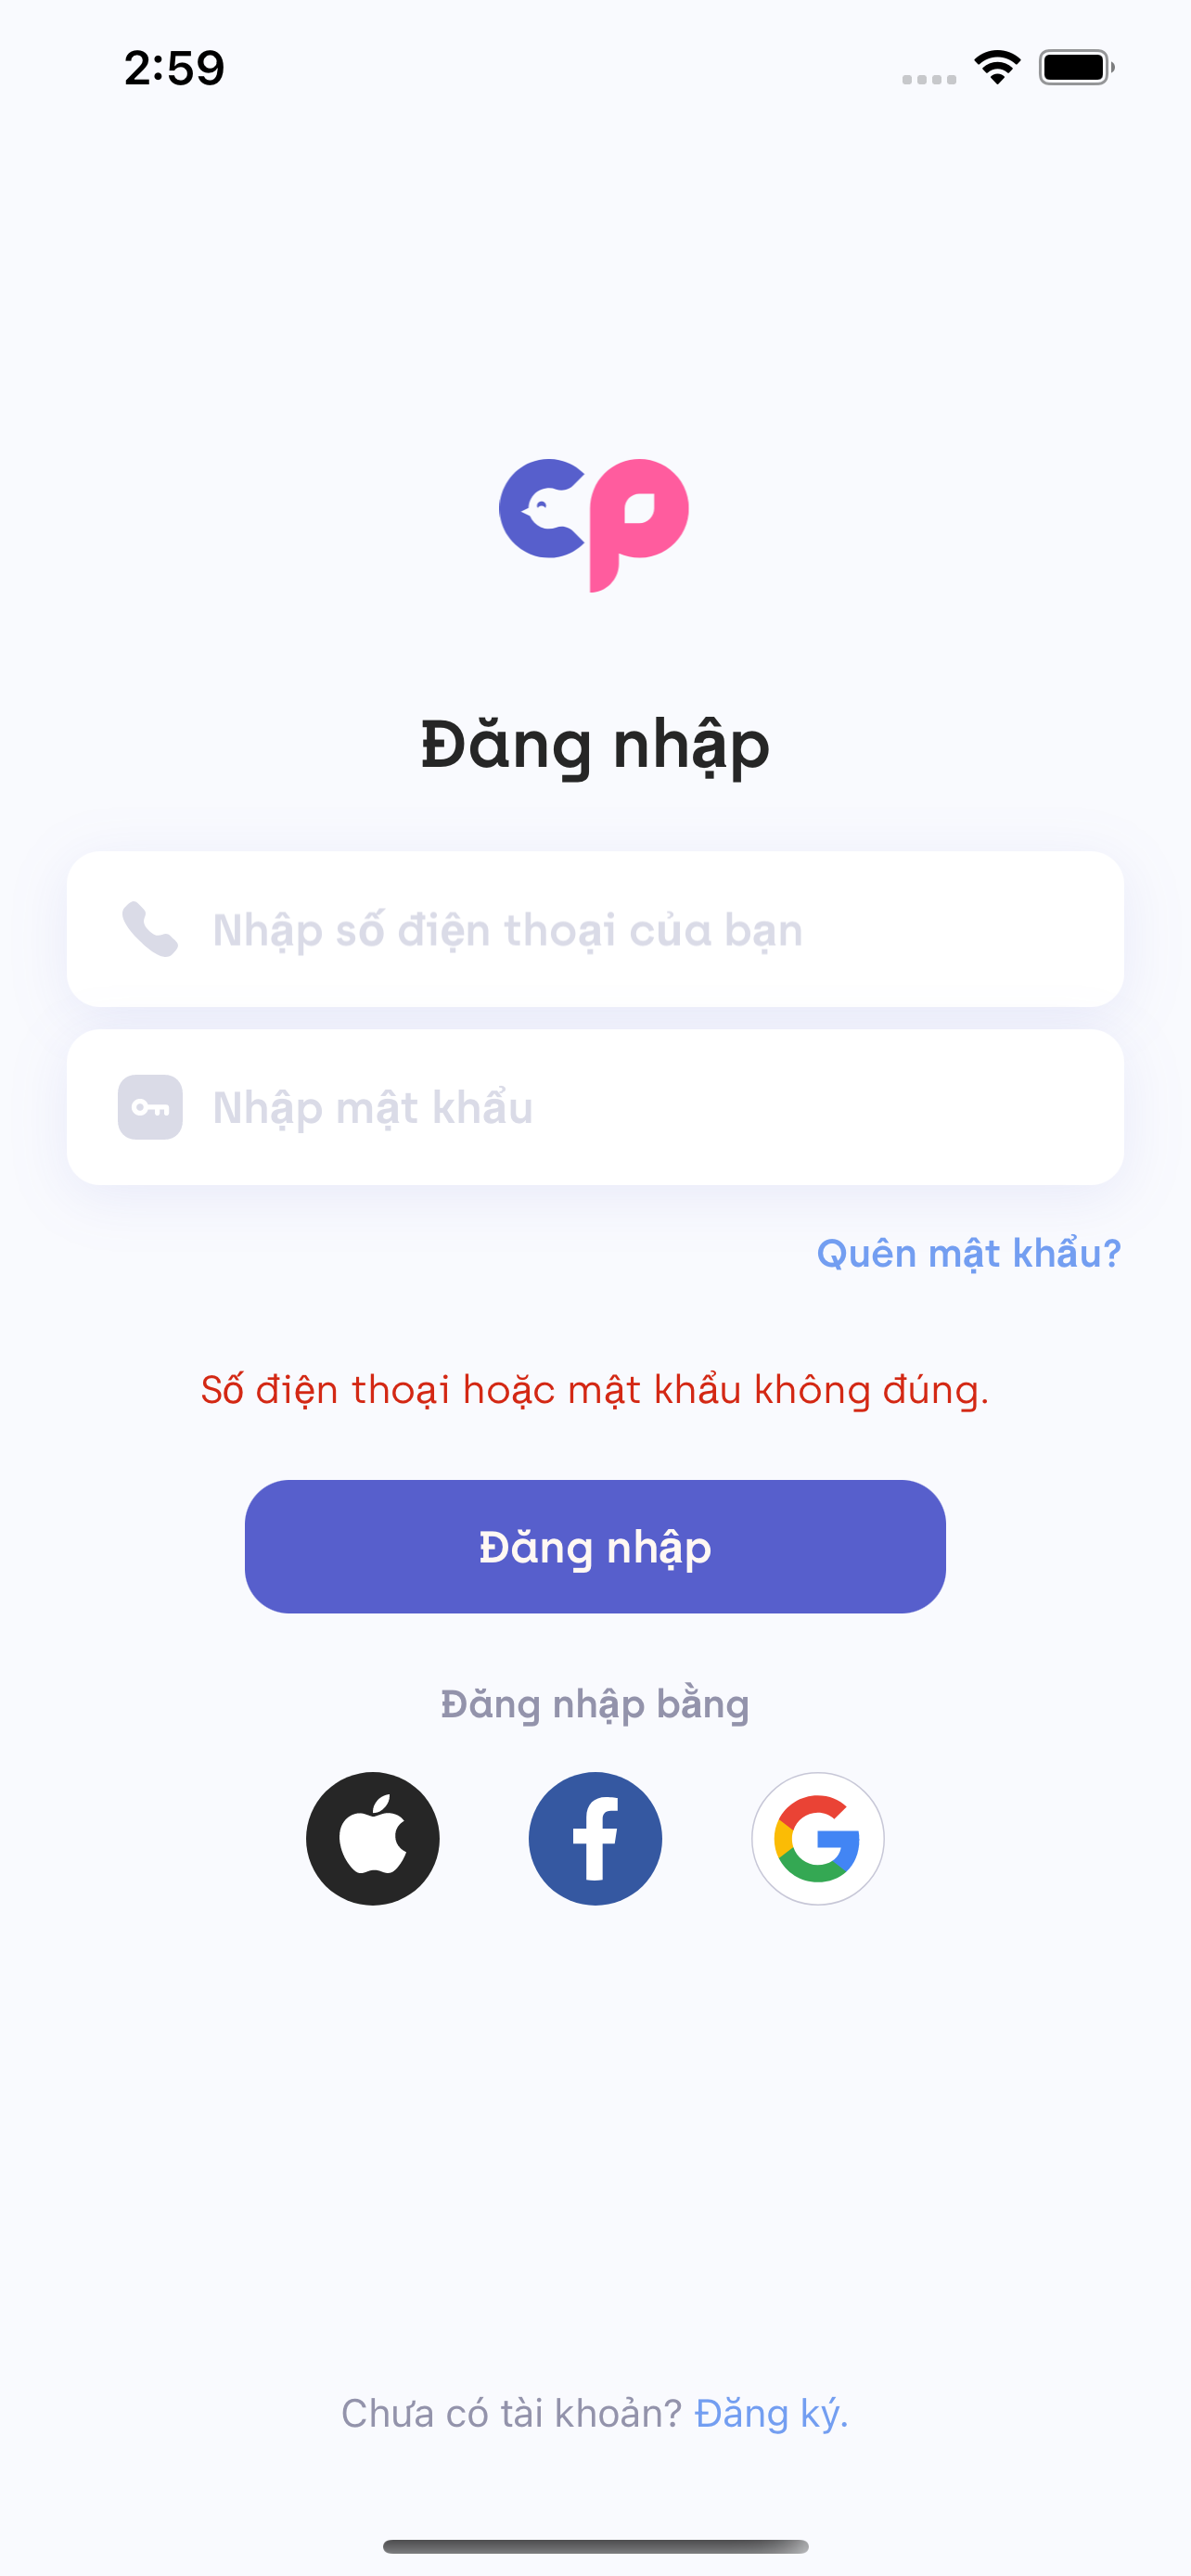 2:59
cp
Đăng nhập
Nhập số điện thoại của bạn
Nhập mật khẩu
Quên mật khẩu?
Số điện thoại hoặc mật khẩu không đúng.
Đăng nhập
Đăng nhập bằng
Chưa có tài khoản? Đăng ký.